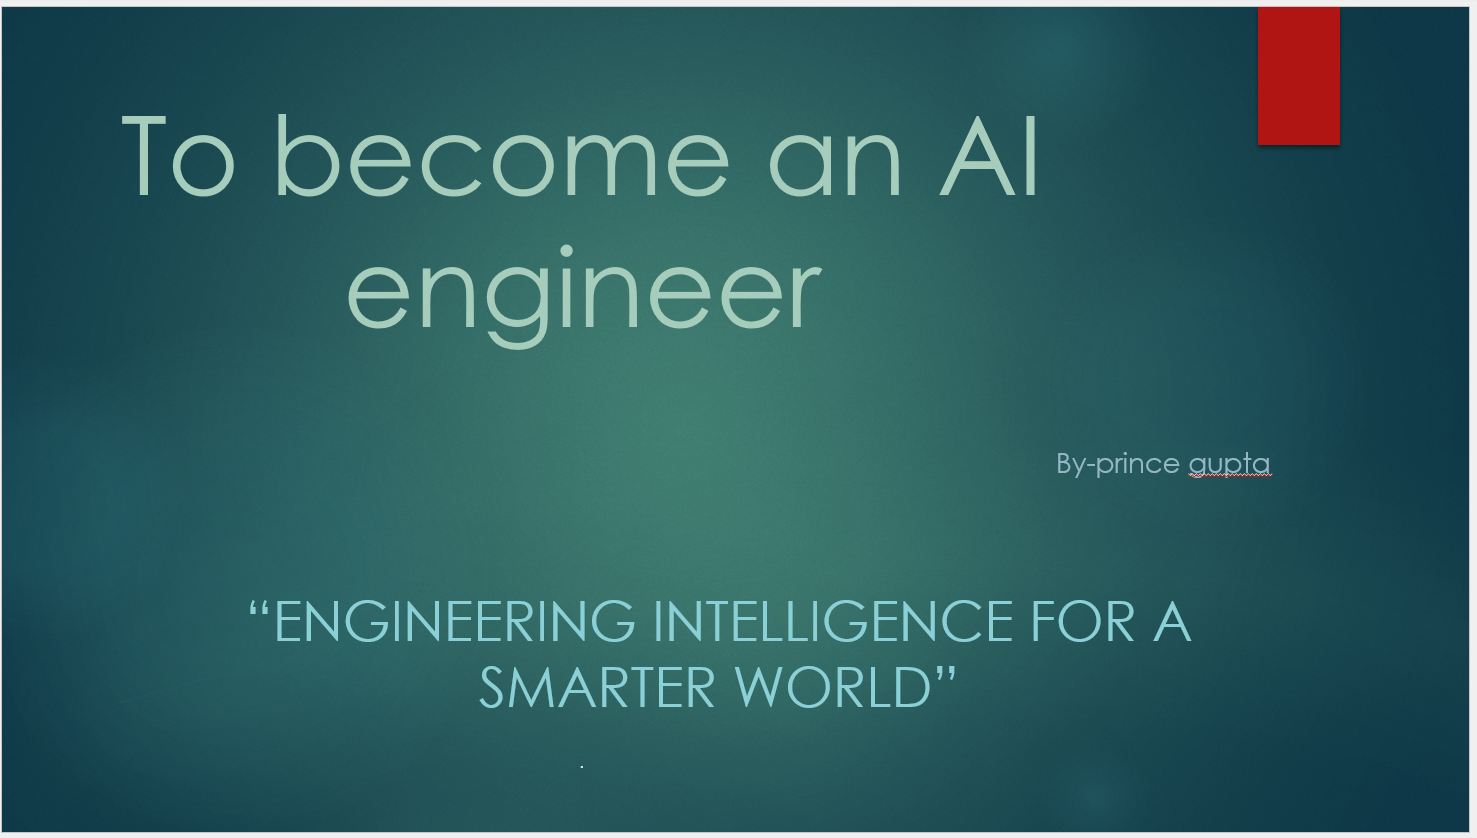 To become an AI
engineer
By-prince gupta
“ENGINEERING INTELLIGENCE FOR A
SMARTER WORLD”
.